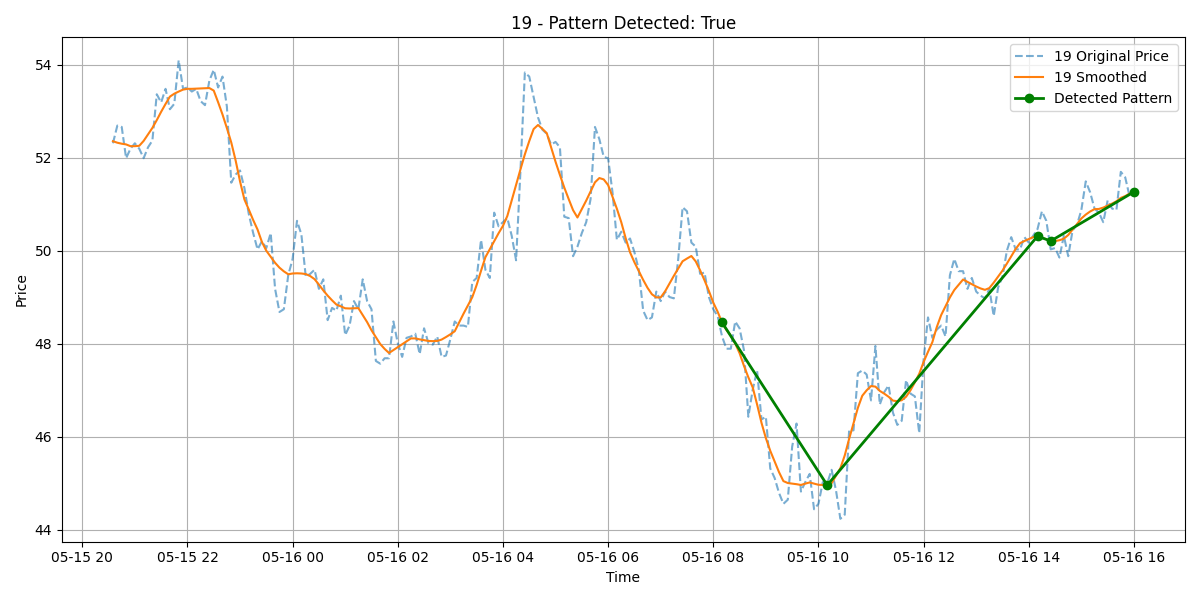 19 - Pattern Detected: True
19 Original Price
19 Smoothed
Detected Pattern
Price
54
52
50
48
46
44
05-15 20
05-15 22
05-16 00
05-16 02
05-16 04
05-16 06
05-16 08
05-16 10
05-16 12
05-16 14
05-16 16
Time